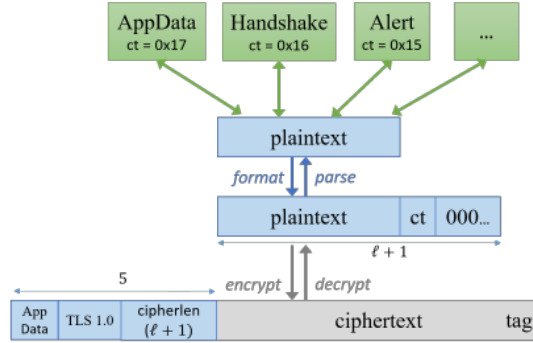 AppData
ct = 0x17
Handshake
ct = 0x16
Alert
ct = 0x15
...
plaintext
format
parse
plaintext
ct
000...
ℓ + 1
5
encrypt
decrypt
App
Data
TLS 1.0
cipherlen
(ℓ + 1)
ciphertext
tag